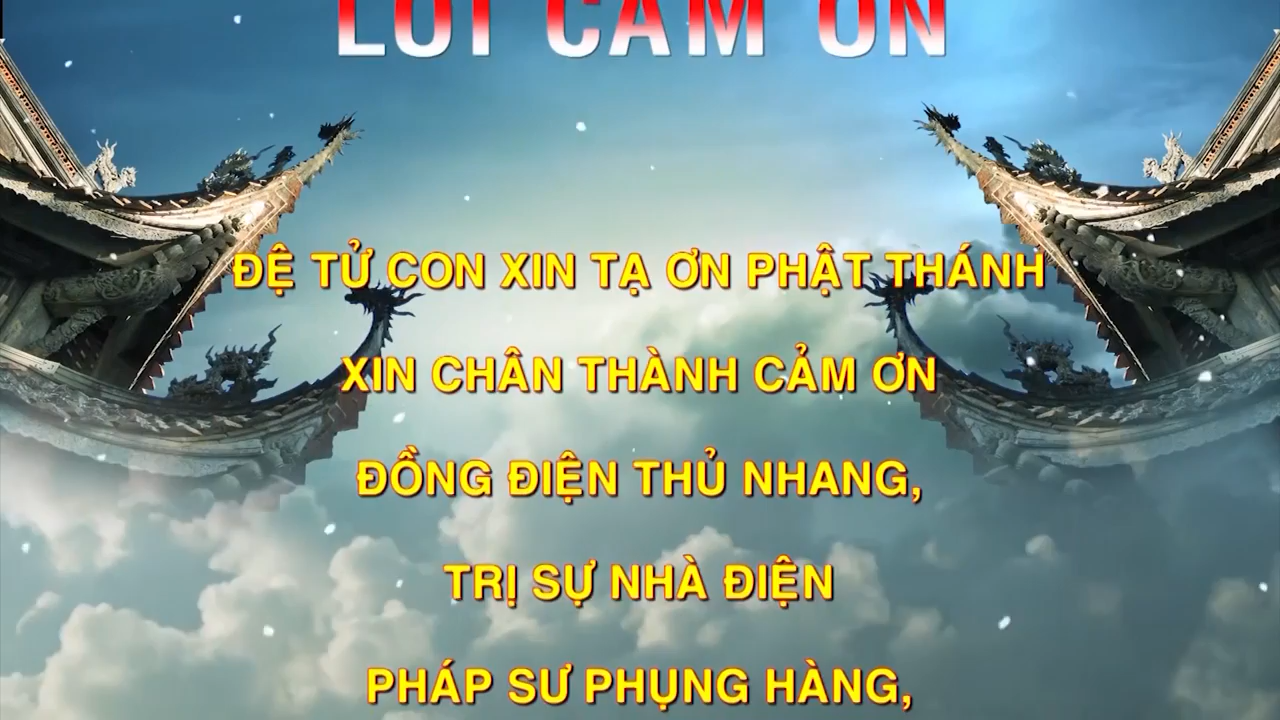 LỜI CẢM ƠN
ĐỆ TỬ CON XIN TẠ ƠN PHẬT THÁNH
XIN CHÂN THÀNH CẢM ƠN
ĐỒNG ĐIỆN THỦ NHANG,
TRỊ SỰ NHÀ ĐIỆN
PHÁP SƯ PHỤNG HÀNG,